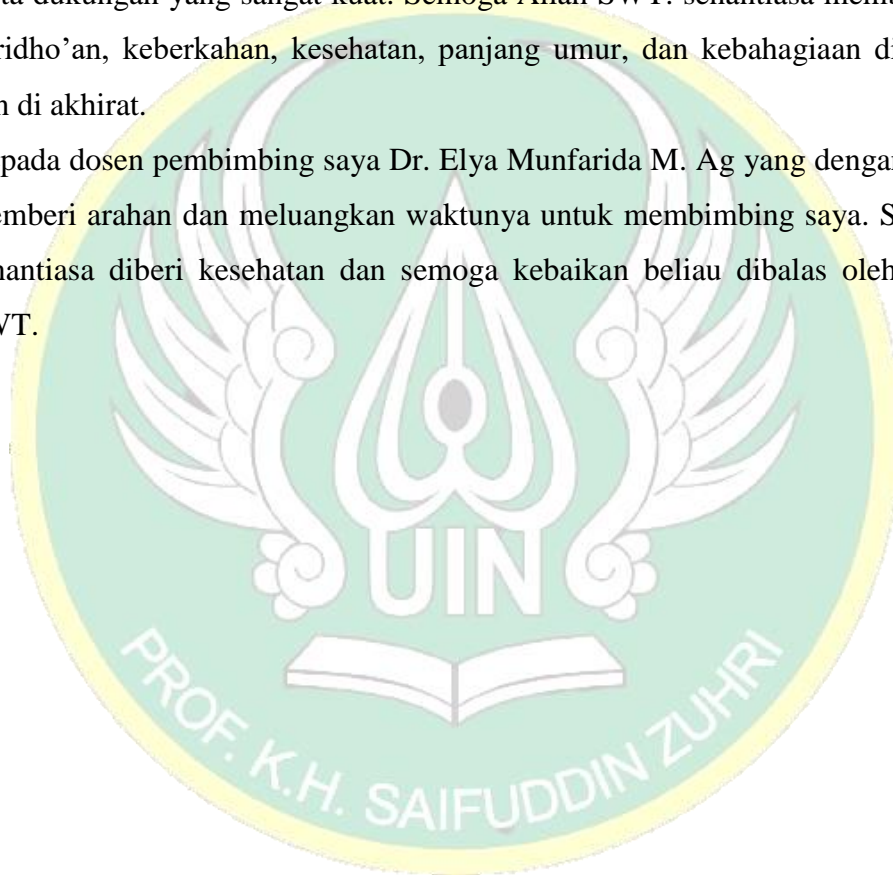 ta dukungan yang sangat kuat. Semoga Allah SWT. senantiasa
ridho’an, keberkahan, kesehatan, panjang umur, dan kebahagiaan di
n di akhirat.
pada dosen pembimbing saya Dr. Elya Munfarida M. Ag yang dengan
emberi arahan dan meluangkan waktunya untuk membimbing saya. S
nantiasa diberi kesehatan dan semoga kebaikan beliau dibalas oleh
WT.
UIN
PROF. K.H. SAIFUDDIN ZUHRI